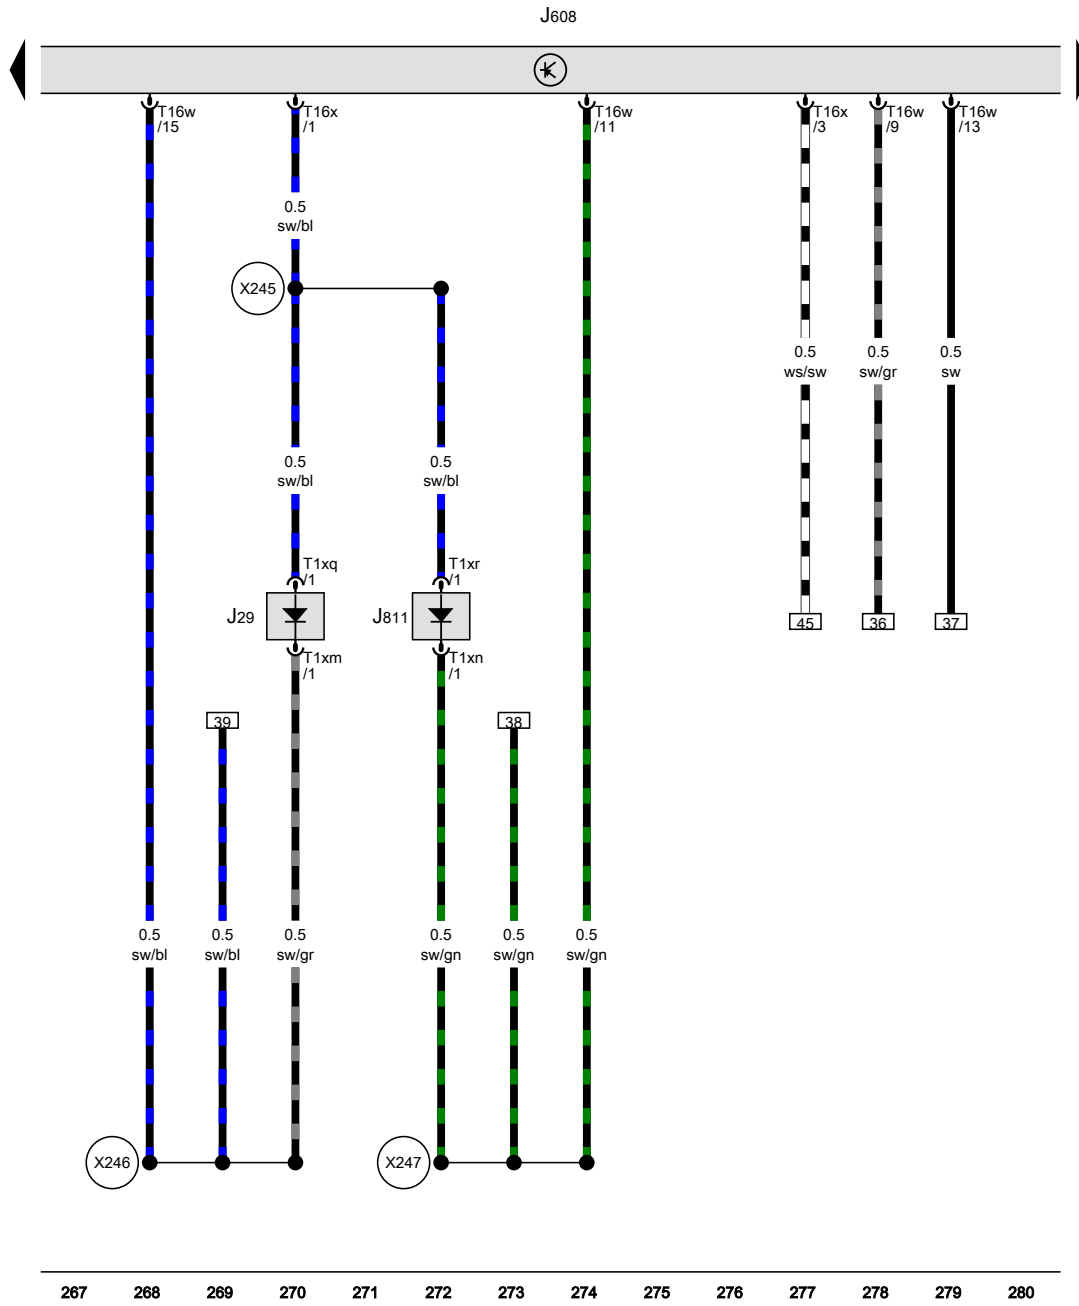 J608
T16w
/15
T16x
/1
T16w
/11
T16x
/3
T16w
/9
T16w
/13
0.5
sw/bl
X245
0.5
ws/sw
0.5
sw/gr
0.5
sw
0.5
sw/bl
0.5
sw/bl
T1xq
/1
T1xr
/1
J29
J811
45
36
37
T1xm
/1
T1xn
/1
39
38
0.5
sw/bl
0.5
sw/bl
0.5
sw/gr
0.5
sw/gn
0.5
sw/gn
0.5
sw/gn
X246
X247
267 268 269 270 271 272 273 274 275 276 277 278 279 280